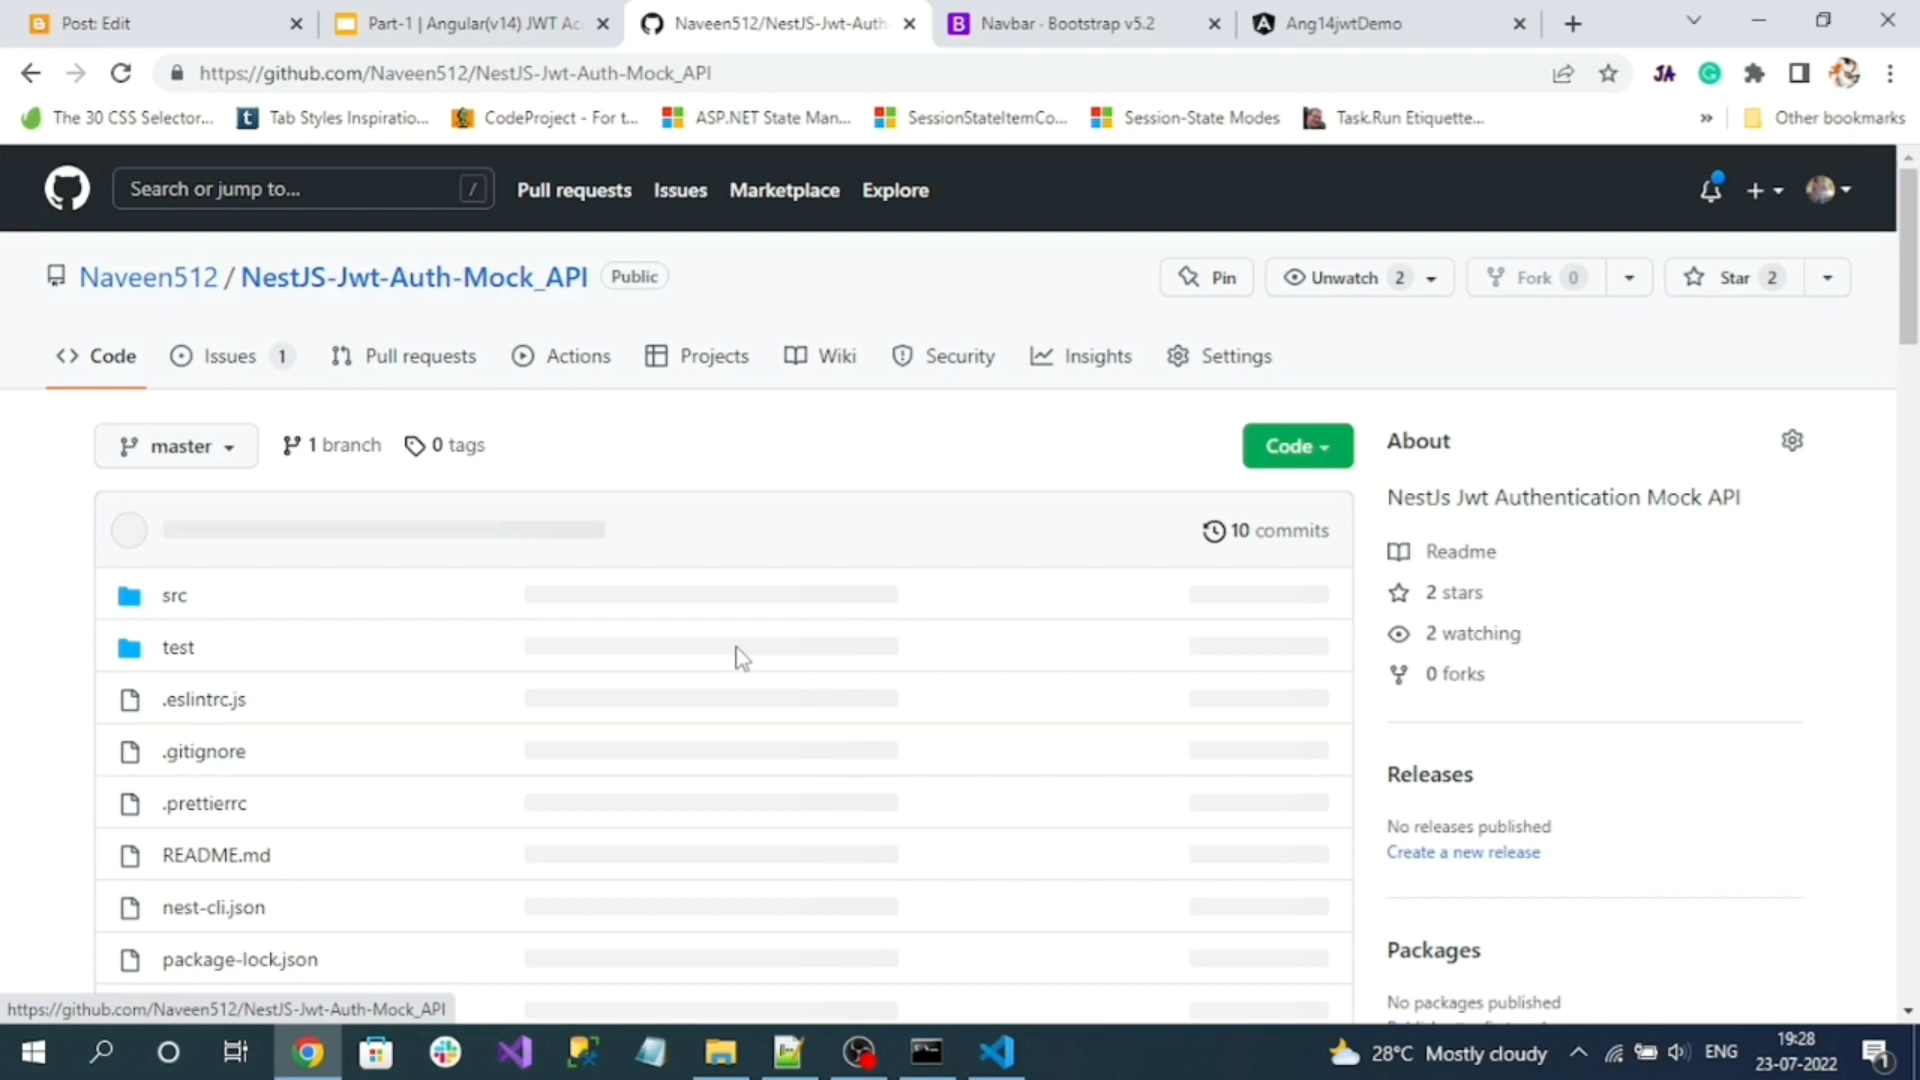 Post: Edit
Part-1 | Angular(v14) JWT Ac
Naveen512/NestJS-Jwt-Auth
Navbar · Bootstrap v5.2
Ang14jwtDemo
https://github.com/Naveen512/NestJS-Jwt-Auth-Mock_API
JA
The 30 CSS Selector...
Tab Styles Inspiratio...
CodeProject - For t...
ASP.NET State Man...
SessionStateItemCo...
Session-State Modes
Task.Run Etiquette...
»
Other bookmarks
Search or jump to...
/
Pull requests
Issues
Marketplace
Explore
Naveen512 / NestJS-Jwt-Auth-Mock_API
Public
Pin
Unwatch 2
Fork 0
Star 2
Code
Issues 1
Pull requests
Actions
Projects
Wiki
Security
Insights
Settings
master
1 branch
0 tags
Code
10 commits
src
test
.eslintrc.js
.gitignore
.prettierrc
README.md
nest-cli.json
package-lock.json
About
NestJs Jwt Authentication Mock API
Readme
2 stars
2 watching
0 forks
Releases
No releases published
Create a new release
Packages
No packages published
https://github.com/Naveen512/NestJS-Jwt-Auth-Mock_API
28°C Mostly cloudy
ENG
19:28
23-07-2022
1